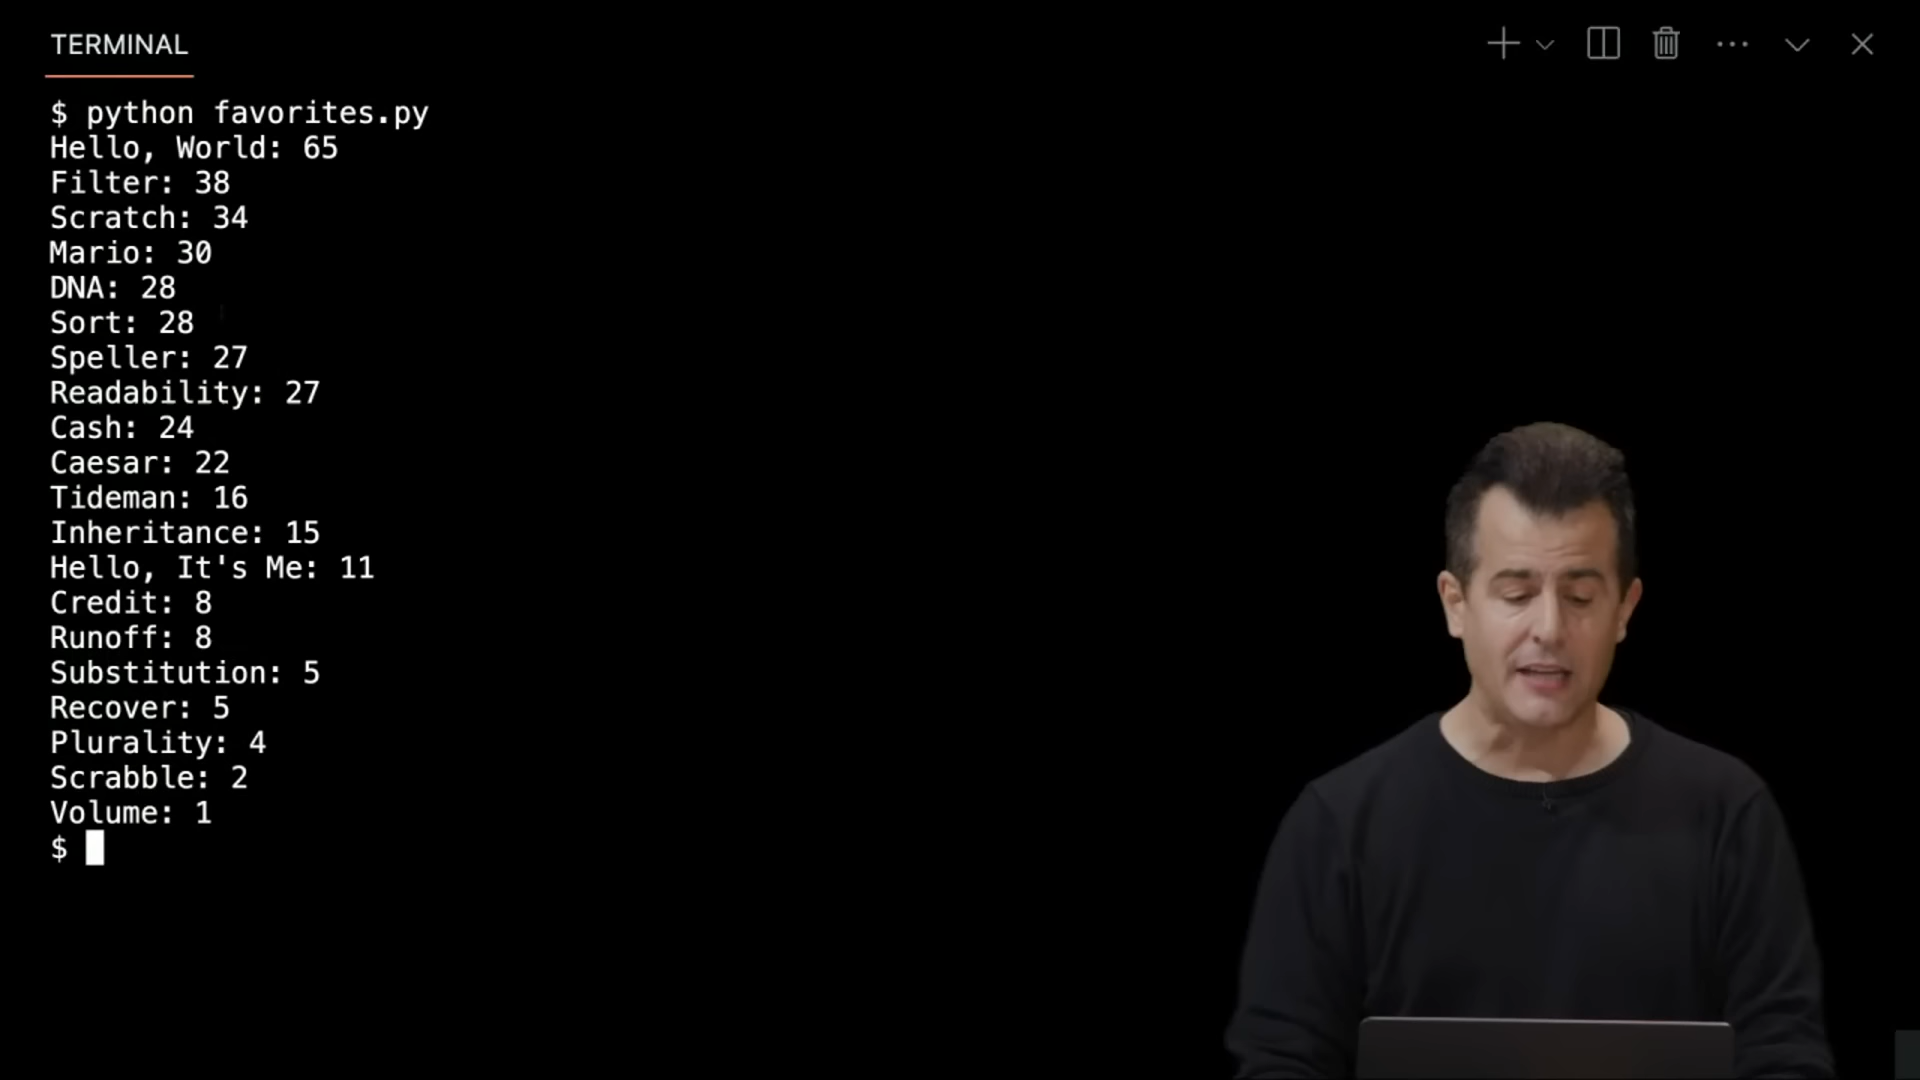 TERMINAL
$ python favorites.py
Hello, World: 65
Filter: 38
Scratch: 34
Mario: 30
DNA: 28
Sort: 28
Speller: 27
Readability: 27
Cash: 24
Caesar: 22
Tideman: 16
Inheritance: 15
Hello, It's Me: 11
Credit: 8
Runoff: 8
Substitution: 5
Recover: 5
Plurality: 4
Scrabble: 2
Volume: 1
$